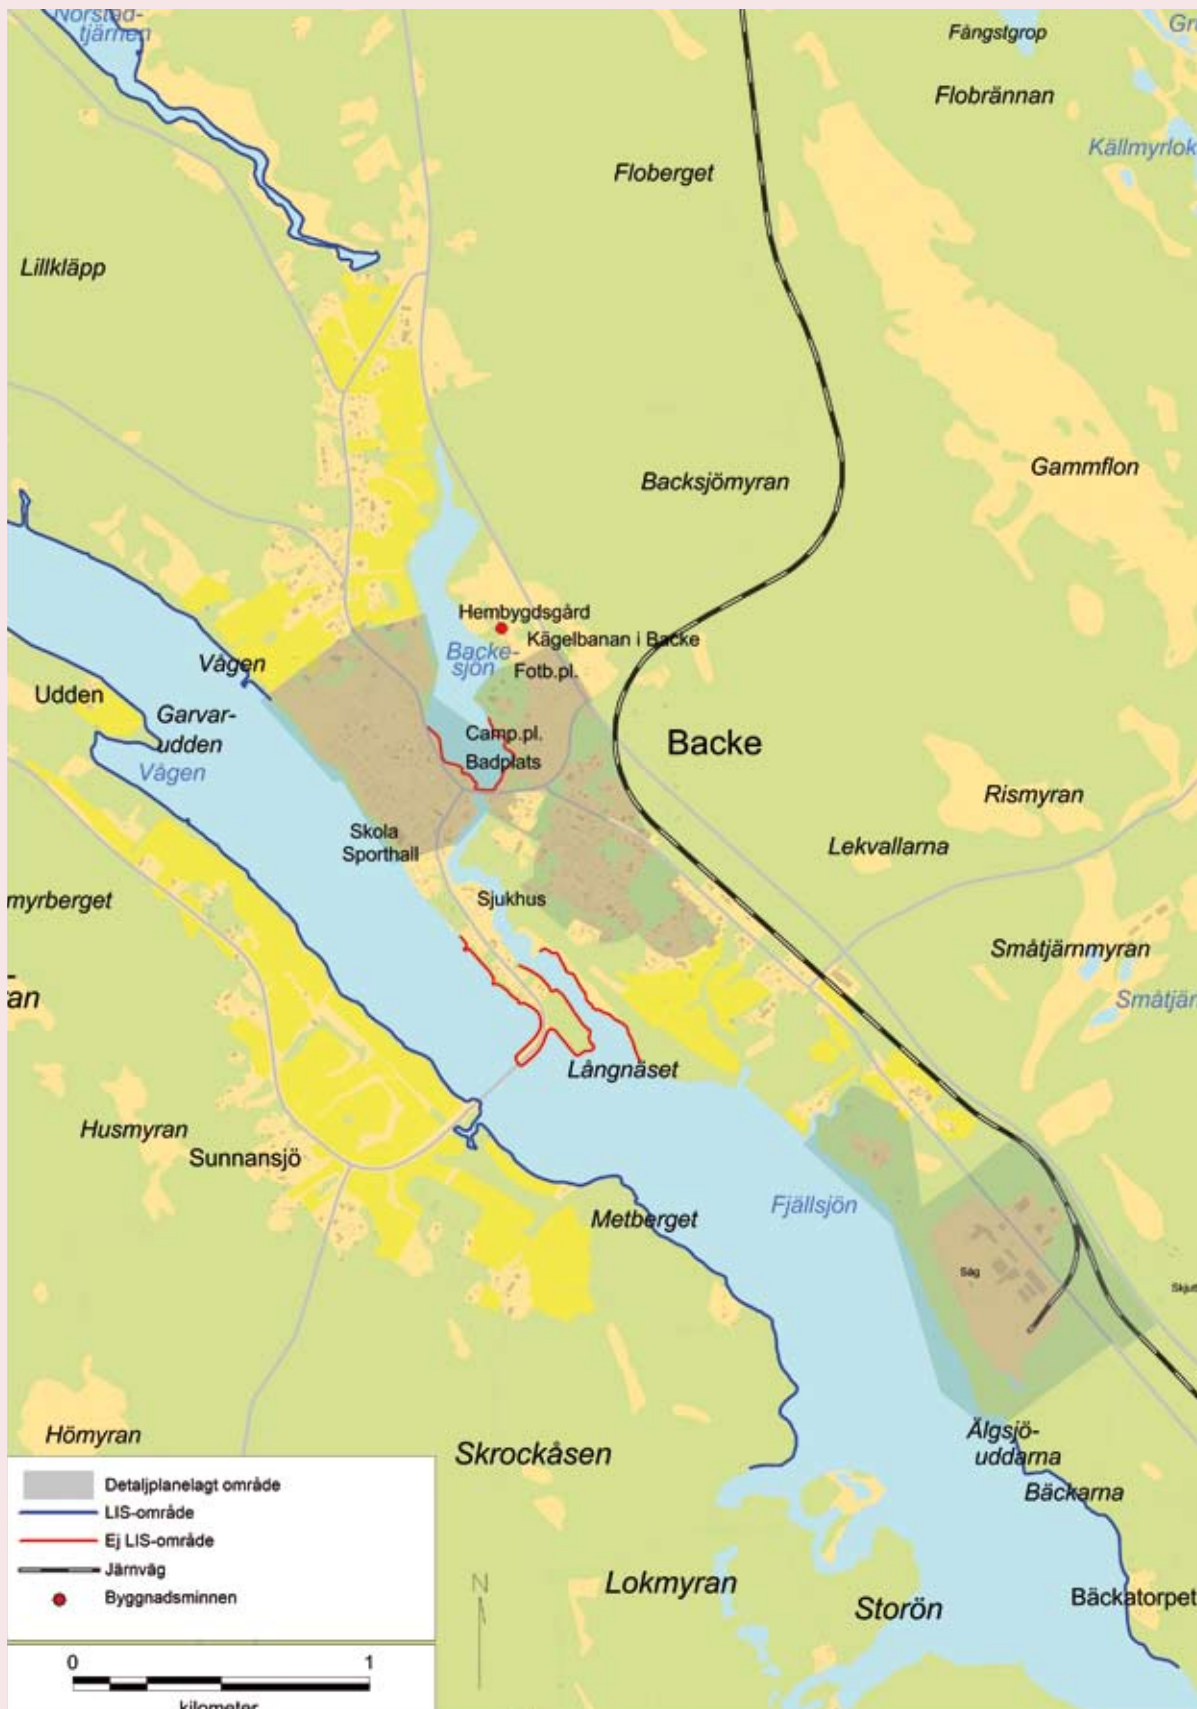 Norstad-
tjärnen
Fångstgrop
Flobrännan
Källmyrlok
Floberget
Lillkläpp
Gammflon
Backsjömyran
Hembygdsgård
Kägelbanan i Backe
Backe-
sjön
Fotb.pl.
Vågen
Udden
Garvar-
udden
Vågen
Camp.pl.
Badplats
Backe
Rismyran
Skola
Sporthall
Lekvallarna
myrberget
Sjukhus
Småtjärnmyran
an
Småtjär
Långnäset
Husmyran
Sunnansjö
Metberget
Fjällsjön
Såg
Skjut
Hömyran
Skrockåsen
Älgsjö-
uddarna
Bäckarna
Detaljplanelagt område
LIS-område
Ej LIS-område
Järnväg
Byggnadsminnen
N
Lokmyran
Storön
Bäckatorpet
0 1
kilometer